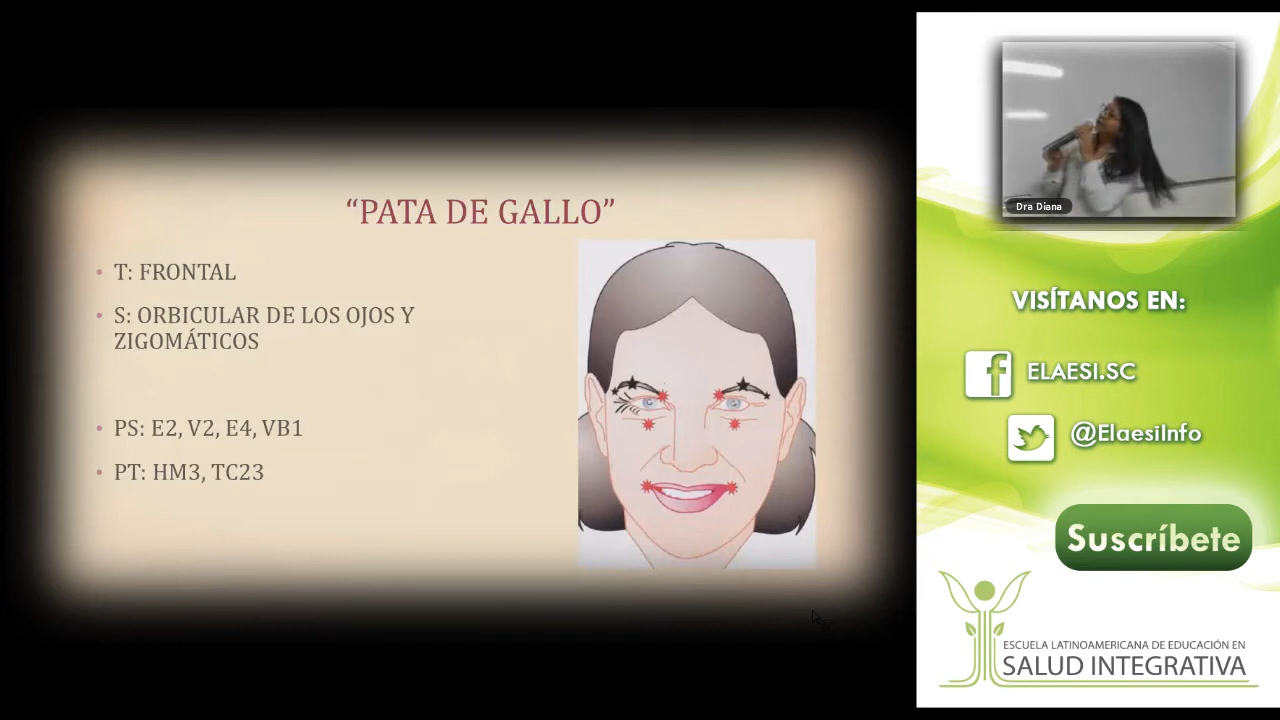 “PATA DE GALLO”
• T: FRONTAL
• S: ORBICULAR DE LOS OJOS Y
ZIGOMÁTICOS
• PS: E2, V2, E4, VB1
• PT: HM3, TC23
Dra Diana
VISÍTANOS EN:
ELAESI.SC
@ElaesiInfo
Suscríbete
ESCUELA LATINOAMERICANA DE EDUCACIÓN EN
SALUD INTEGRATIVA